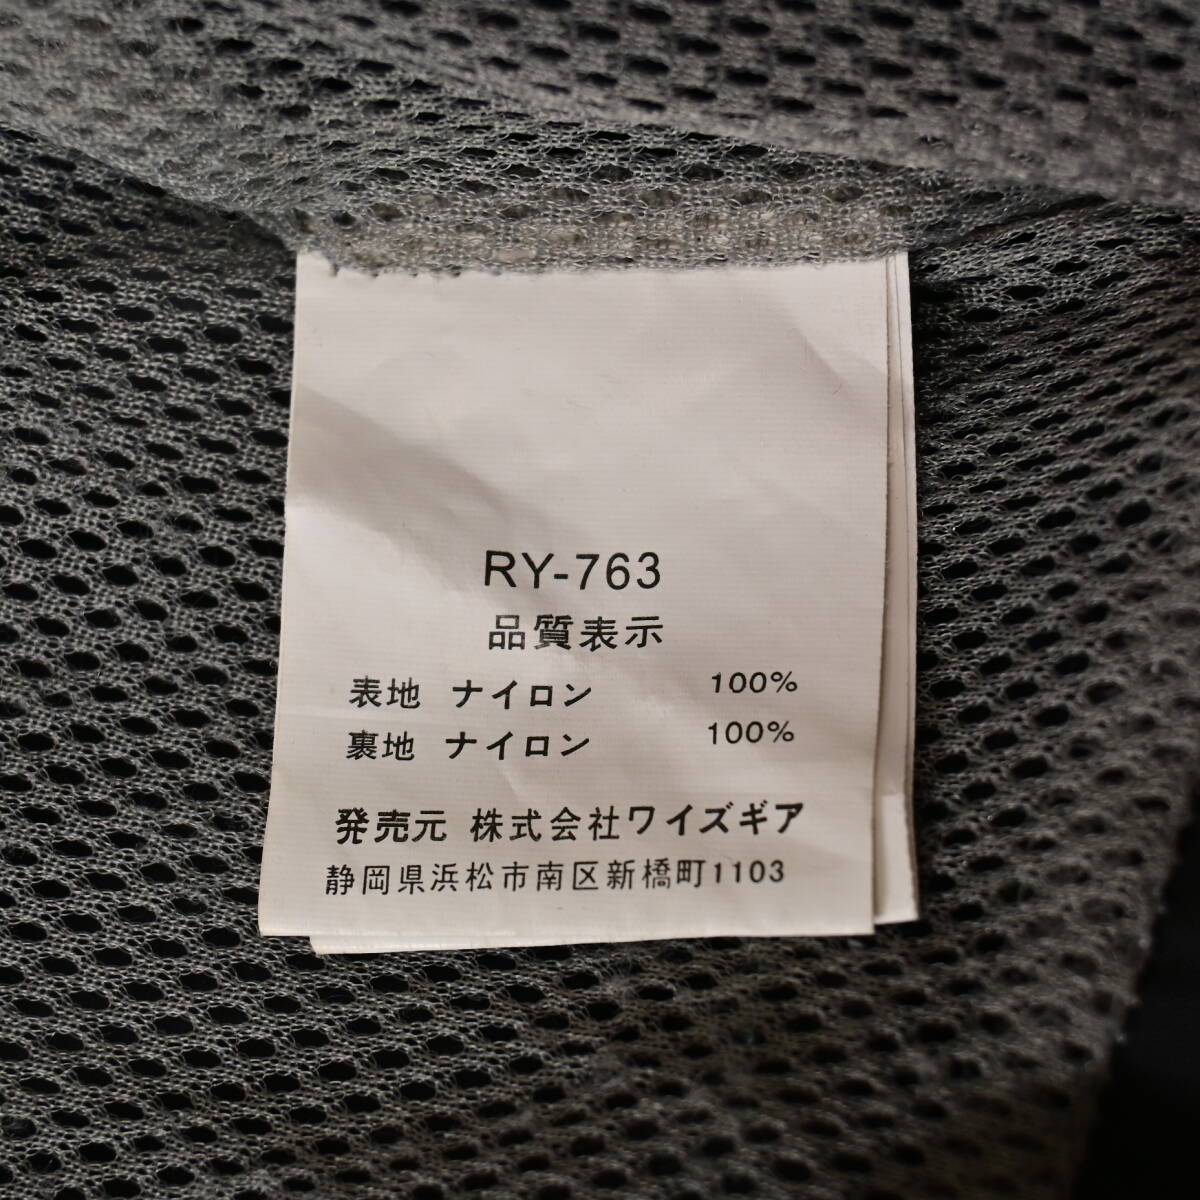 RY-763
品質表示
表地 ナイロン 100%
裏地 ナイロン 100%
発売元 株式会社ワイズギア
静岡県浜松市南区新橋町1103